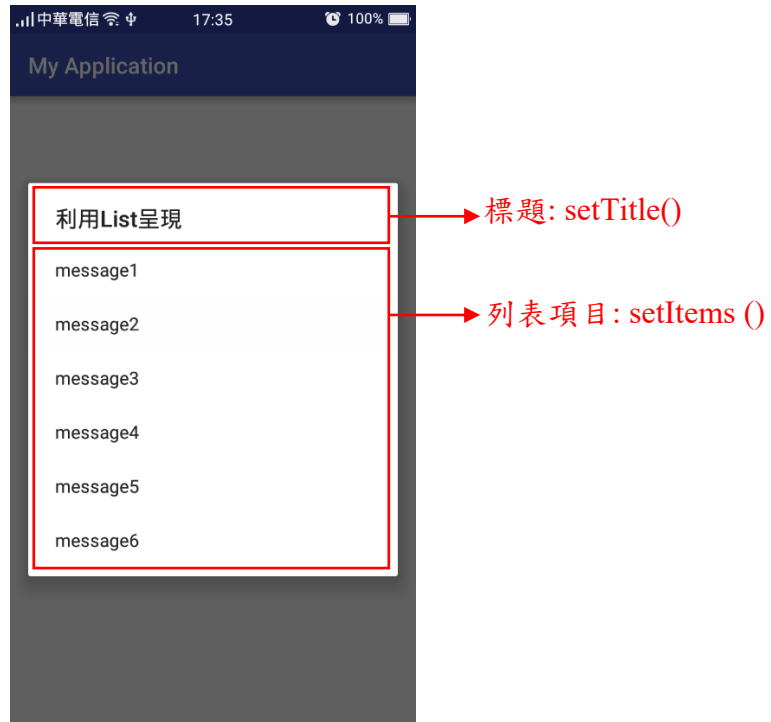 中華電信 17:35 100%
My Application
利用List呈現
標題: setTitle()
message1
列表項目: setItems ()
message2
message3
message4
message5
message6